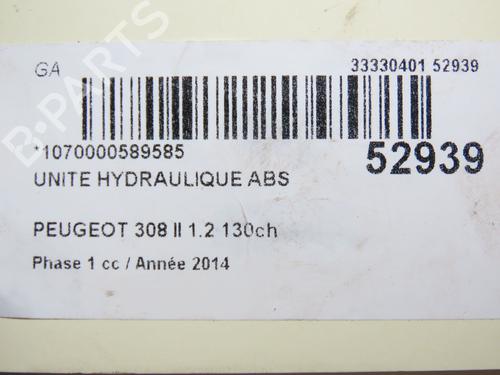 GA
33330401 52939
*1070000589585
52939
UNITE HYDRAULIQUE ABS
PEUGEOT 308 II 1.2 130ch
Phase 1 cc / Année 2014
B-PARTS